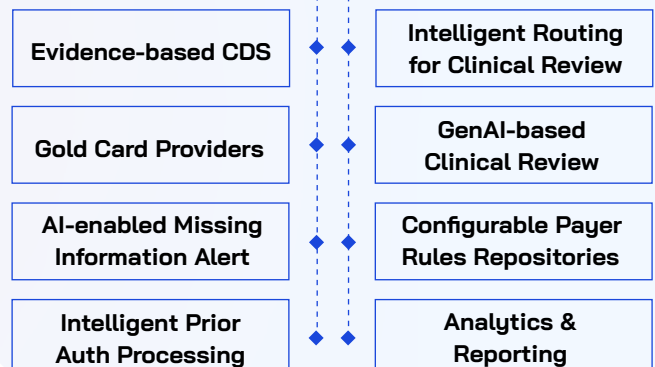 Evidence-based CDS
Intelligent Routing
for Clinical Review
Gold Card Providers
GenAI-based
Clinical Review
AI-enabled Missing
Information Alert
Configurable Payer
Rules Repositories
Intelligent Prior
Auth Processing
Analytics &
Reporting